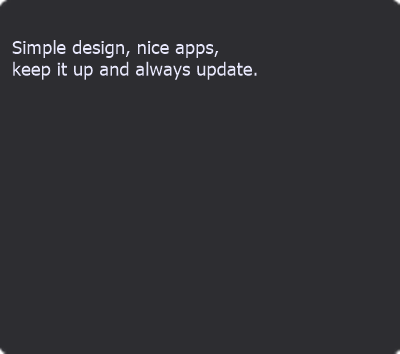 Simple design, nice apps,
keep it up and always update.